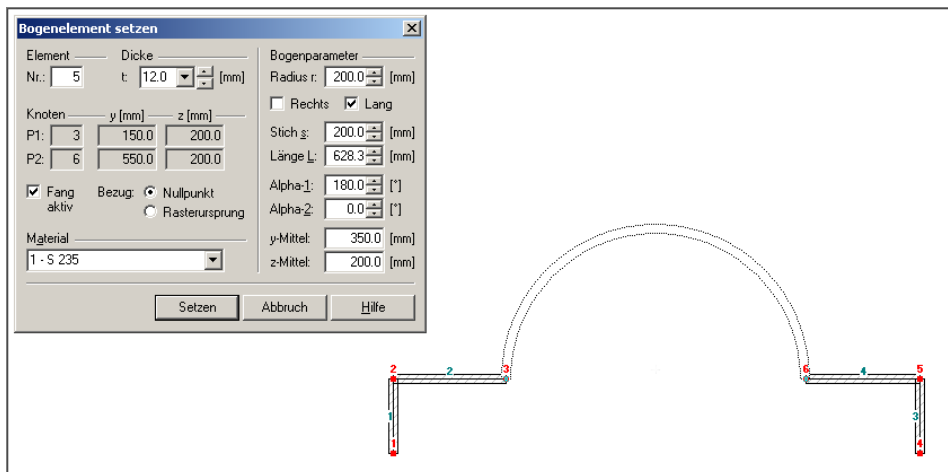 Bogenelement setzen
Element Dicke
Nr.: 5 t: 12.0 [mm]
Knoten y [mm] z [mm]
P1: 3 150.0 200.0
P2: 6 550.0 200.0
Fang aktiv Bezug: Nullpunkt
Rasterursprung
Material
1 - S 235
Bogenparameter
Radius r: 200.0 [mm]
Rechts Lang
Stich s: 200.0 [mm]
Länge L: 628.3 [mm]
Alpha-1: 180.0 [°]
Alpha-2: 0.0 [°]
y-Mittel: 350.0 [mm]
z-Mittel: 200.0 [mm]
Setzen Abbruch Hilfe
2 2 3 6 4 5
1 3
1 4